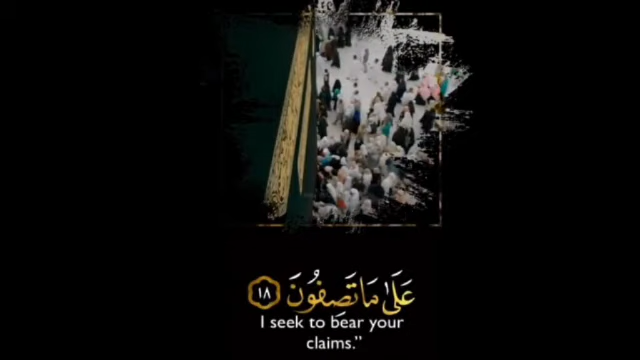 عَلَىٰ مَا تَصِفُونَ ١٨
I seek to bear your
claims.”